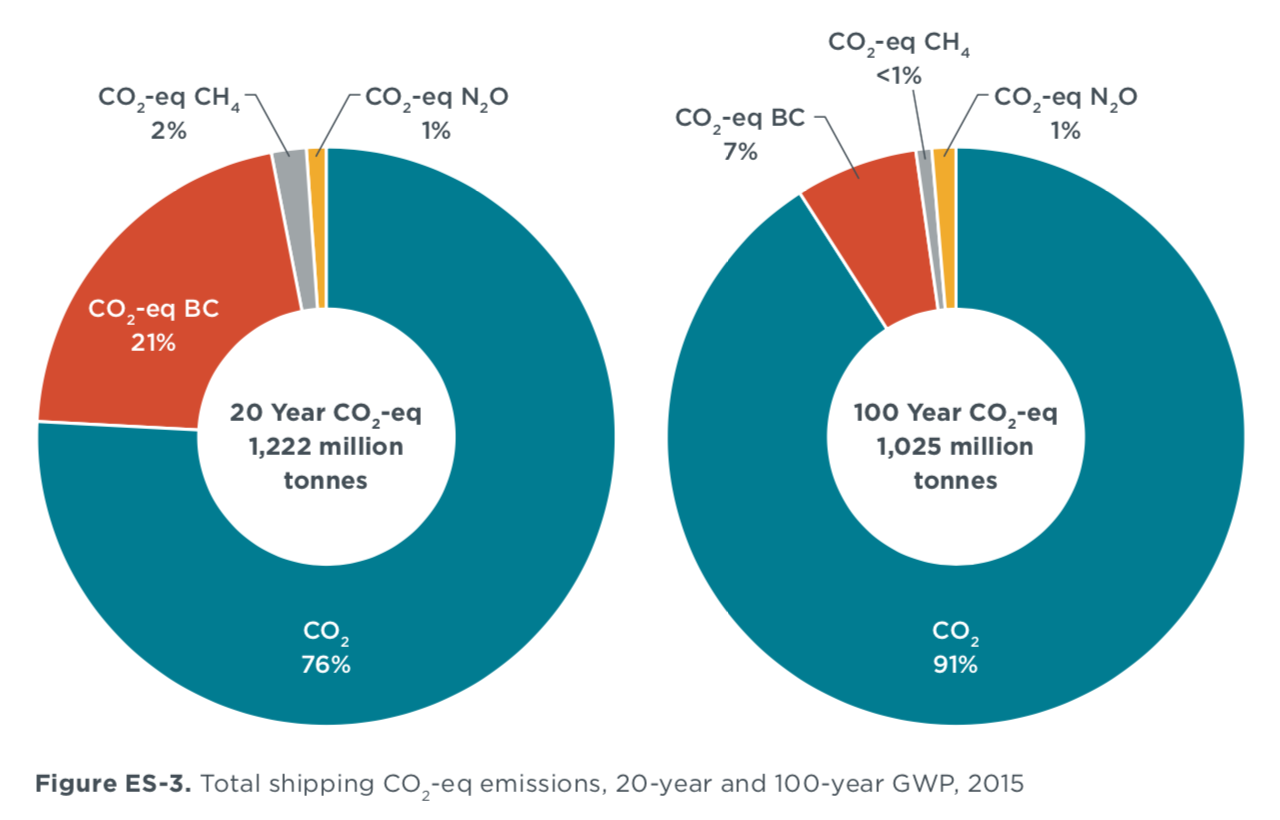 CO₂-eq CH₄
2%
CO₂-eq N₂O
1%
CO₂-eq BC
21%
20 Year CO₂-eq
1,222 million
tonnes
CO₂
76%
CO₂-eq CH₄
<1%
CO₂-eq BC
7%
CO₂-eq N₂O
1%
100 Year CO₂-eq
1,025 million
tonnes
CO₂
91%
Figure ES-3. Total shipping CO₂-eq emissions, 20-year and 100-year GWP, 2015